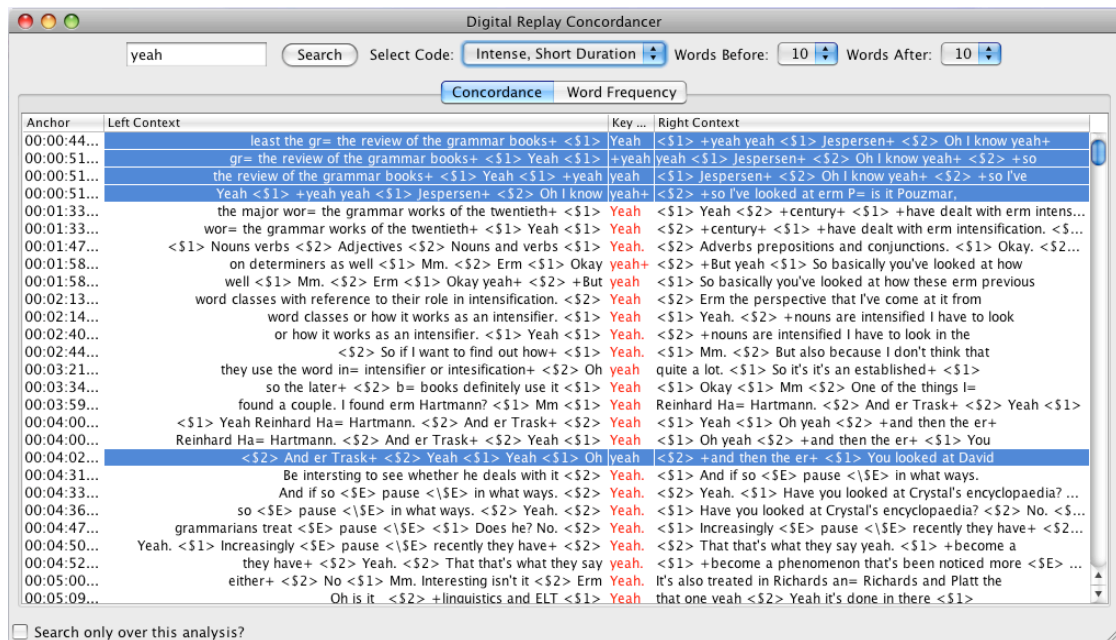 Digital Replay Concordancer
yeah Search Select Code: Intense, Short Duration Words Before: 10 Words After: 10
Concordance Word Frequency
Anchor Left Context Key ... Right Context
00:00:44... least the gr= the review of the grammar books+ <$1> Yeah <$1> +yeah yeah <$1> Jespersen+ <$2> Oh I know yeah+
00:00:51... gr= the review of the grammar books+ <$1> Yeah <$1> +yeah yeah <$1> Jespersen+ <$2> Oh I know yeah+ <$2> +so
00:00:51... the review of the grammar books+ <$1> Yeah <$1> +yeah yeah <$1> Jespersen+ <$2> Oh I know yeah+ <$2> +so I've
00:00:51... Yeah <$1> +yeah yeah <$1> Jespersen+ <$2> Oh I know yeah+ <$2> +so I've looked at erm P= is it Pouzmar,
00:01:33... the major wor= the grammar works of the twentieth+ <$1> Yeah <$1> Yeah <$2> +century+ <$1> +have dealt with erm intens...
00:01:33... wor= the grammar works of the twentieth+ <$1> Yeah <$1> Yeah <$2> +century+ <$1> +have dealt with erm intensification. <$...
00:01:47... <$1> Nouns verbs <$2> Adjectives <$2> Nouns and verbs <$1> Yeah. <$2> Adverbs prepositions and conjunctions. <$1> Okay. <$2...
00:01:58... on determiners as well <$1> Mm. <$2> Erm <$1> Okay yeah+ <$2> +But yeah <$1> So basically you've looked at how
00:01:58... well <$1> Mm. <$2> Erm <$1> Okay yeah+ <$2> +But yeah <$1> So basically you've looked at how these erm previous
00:02:13... word classes with reference to their role in intensification. <$2> Yeah <$2> Erm the perspective that I've come at it from
00:02:14... word classes or how it works as an intensifier. <$1> Yeah <$1> Yeah. <$2> +nouns are intensified I have to look
00:02:40... or how it works as an intensifier. <$1> Yeah <$1> Yeah. <$2> +nouns are intensified I have to look in the
00:02:44... <$2> So if I want to find out how+ <$1> Yeah. <$1> Mm. <$2> But also because I don't think that
00:03:21... they use the word in= intensifier or intesification+ <$2> Oh yeah quite a lot. <$1> So it's it's an established+ <$1>
00:03:34... so the later+ <$2> b= books definitely use it <$1> Yeah <$1> Okay <$1> Mm <$2> One of the things I=
00:03:59... found a couple. I found erm Hartmann? <$1> Mm <$1> Yeah Reinhard Ha= Hartmann. <$2> And er Trask+ <$2> Yeah <$1>
00:04:00... <$1> Yeah Reinhard Ha= Hartmann. <$2> And er Trask+ <$2> Yeah <$1> Yeah <$1> Oh yeah <$2> +and then the er+
00:04:00... Reinhard Ha= Hartmann. <$2> And er Trask+ <$2> Yeah <$1> Yeah <$1> Oh yeah <$2> +and then the er+ <$1> You
00:04:02... <$2> And er Trask+ <$2> Yeah <$1> Yeah <$1> Oh yeah <$2> +and then the er+ <$1> You looked at David
00:04:31... Be intersting to see whether he deals with it <$2> Yeah. <$1> And if so <$E> pause <\$E> in what ways.
00:04:33... And if so <$E> pause <\$E> in what ways. <$2> Yeah. <$2> Yeah. <$1> Have you looked at Crystal's encyclopaedia? ...
00:04:36... so <$E> pause <\$E> in what ways. <$2> Yeah. <$2> Yeah. <$1> Have you looked at Crystal's encyclopaedia? <$2> No. <$...
00:04:47... grammarians treat <$E> pause <\$E> <$1> Does he? No. <$2> Yeah. <$1> Increasingly <$E> pause <\$E> recently they have+ <$2...
00:04:50... Yeah. <$1> Increasingly <$E> pause <\$E> recently they have+ <$2> Yeah. <$2> That that's what they say yeah. <$1> +become a
00:04:52... they have+ <$2> Yeah. <$2> That that's what they say yeah. <$1> +become a phenomenon that's been noticed more <$E> ...
00:05:00... either+ <$2> No <$1> Mm. Interesting isn't it <$2> Erm Yeah. It's also treated in Richards an= Richards and Platt the
00:05:09... Oh is it <$2> +linguistics and ELT <$1> Yeah that one yeah <$2> Yeah it's done in there <$1>
Search only over this analysis?